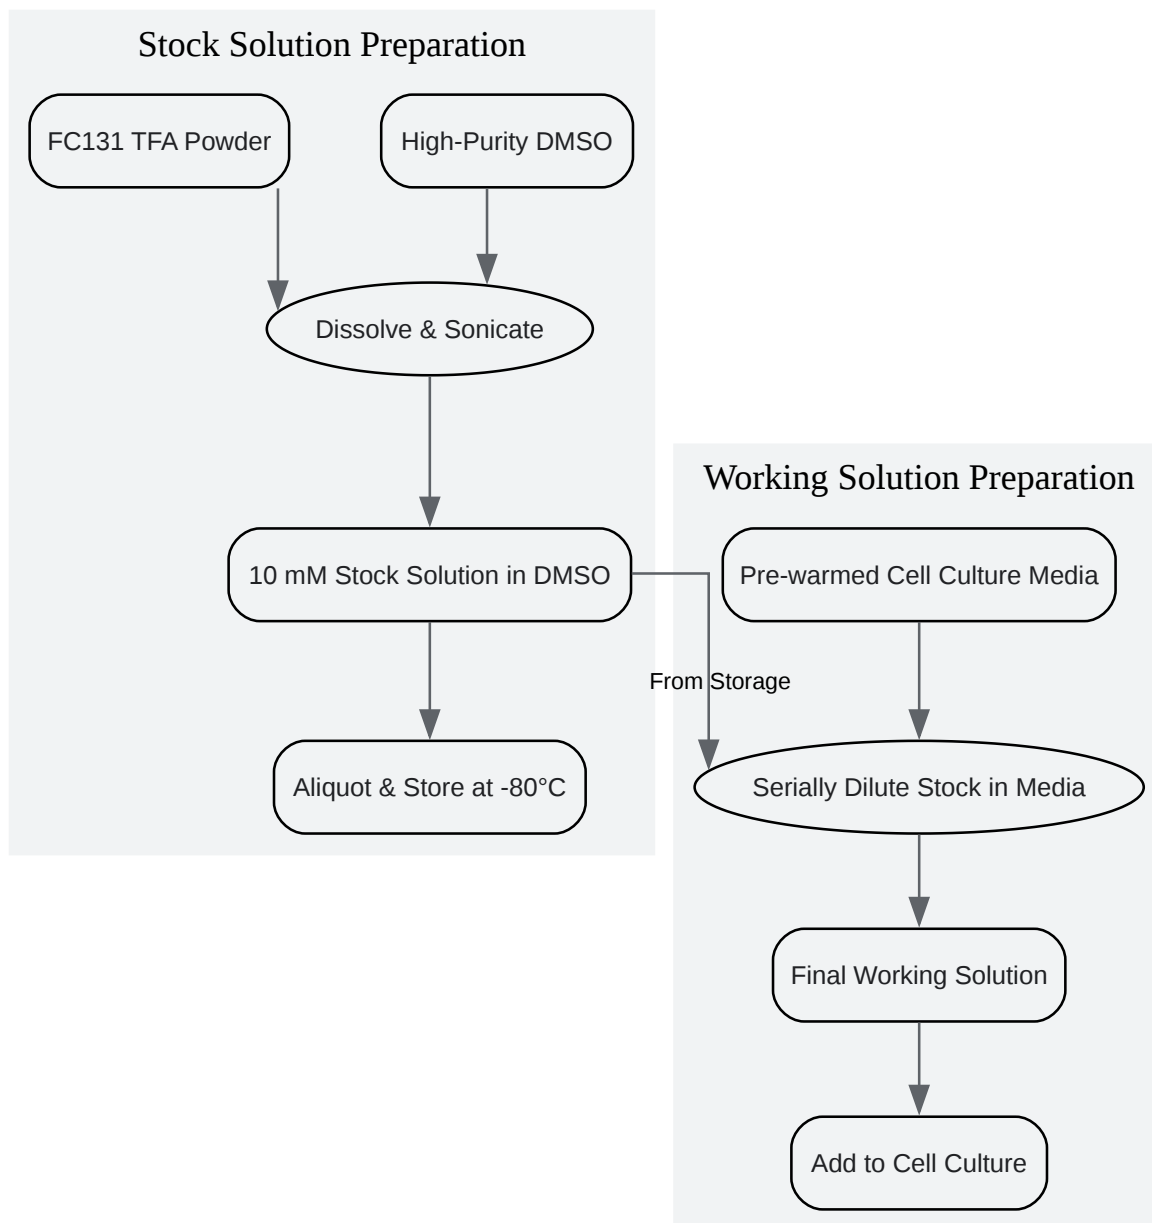 Stock Solution Preparation
FC131 TFA Powder
High-Purity DMSO
Dissolve & Sonicate
10 mM Stock Solution in DMSO
Aliquot & Store at -80°C
From Storage
Working Solution Preparation
Pre-warmed Cell Culture Media
Serially Dilute Stock in Media
Final Working Solution
Add to Cell Culture